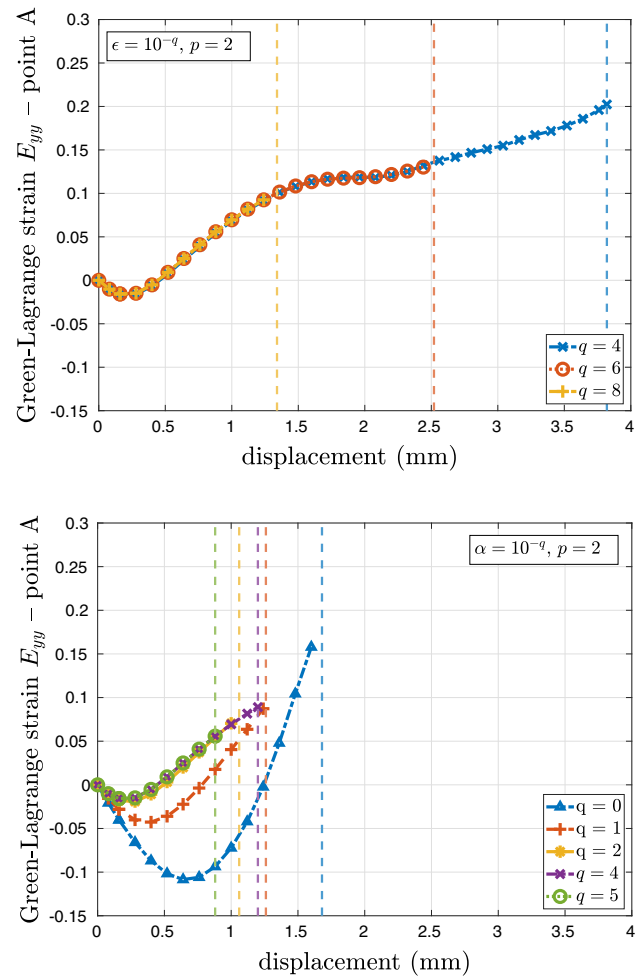 0.3
0.25
0.2
0.15
0.1
0.05
0
-0.05
-0.1
-0.15
Green-Lagrange strain E_{yy} – point A
ϵ = 10^{-q}, p = 2
q = 4
q = 6
q = 8
0 0.5 1 1.5 2 2.5 3 3.5 4
displacement (mm)
0.3
0.25
0.2
0.15
0.1
0.05
0
-0.05
-0.1
-0.15
Green-Lagrange strain E_{yy} – point A
α = 10^{-q}, p = 2
q = 0
q = 1
q = 2
q = 4
q = 5
0 0.5 1 1.5 2 2.5 3 3.5 4
displacement (mm)